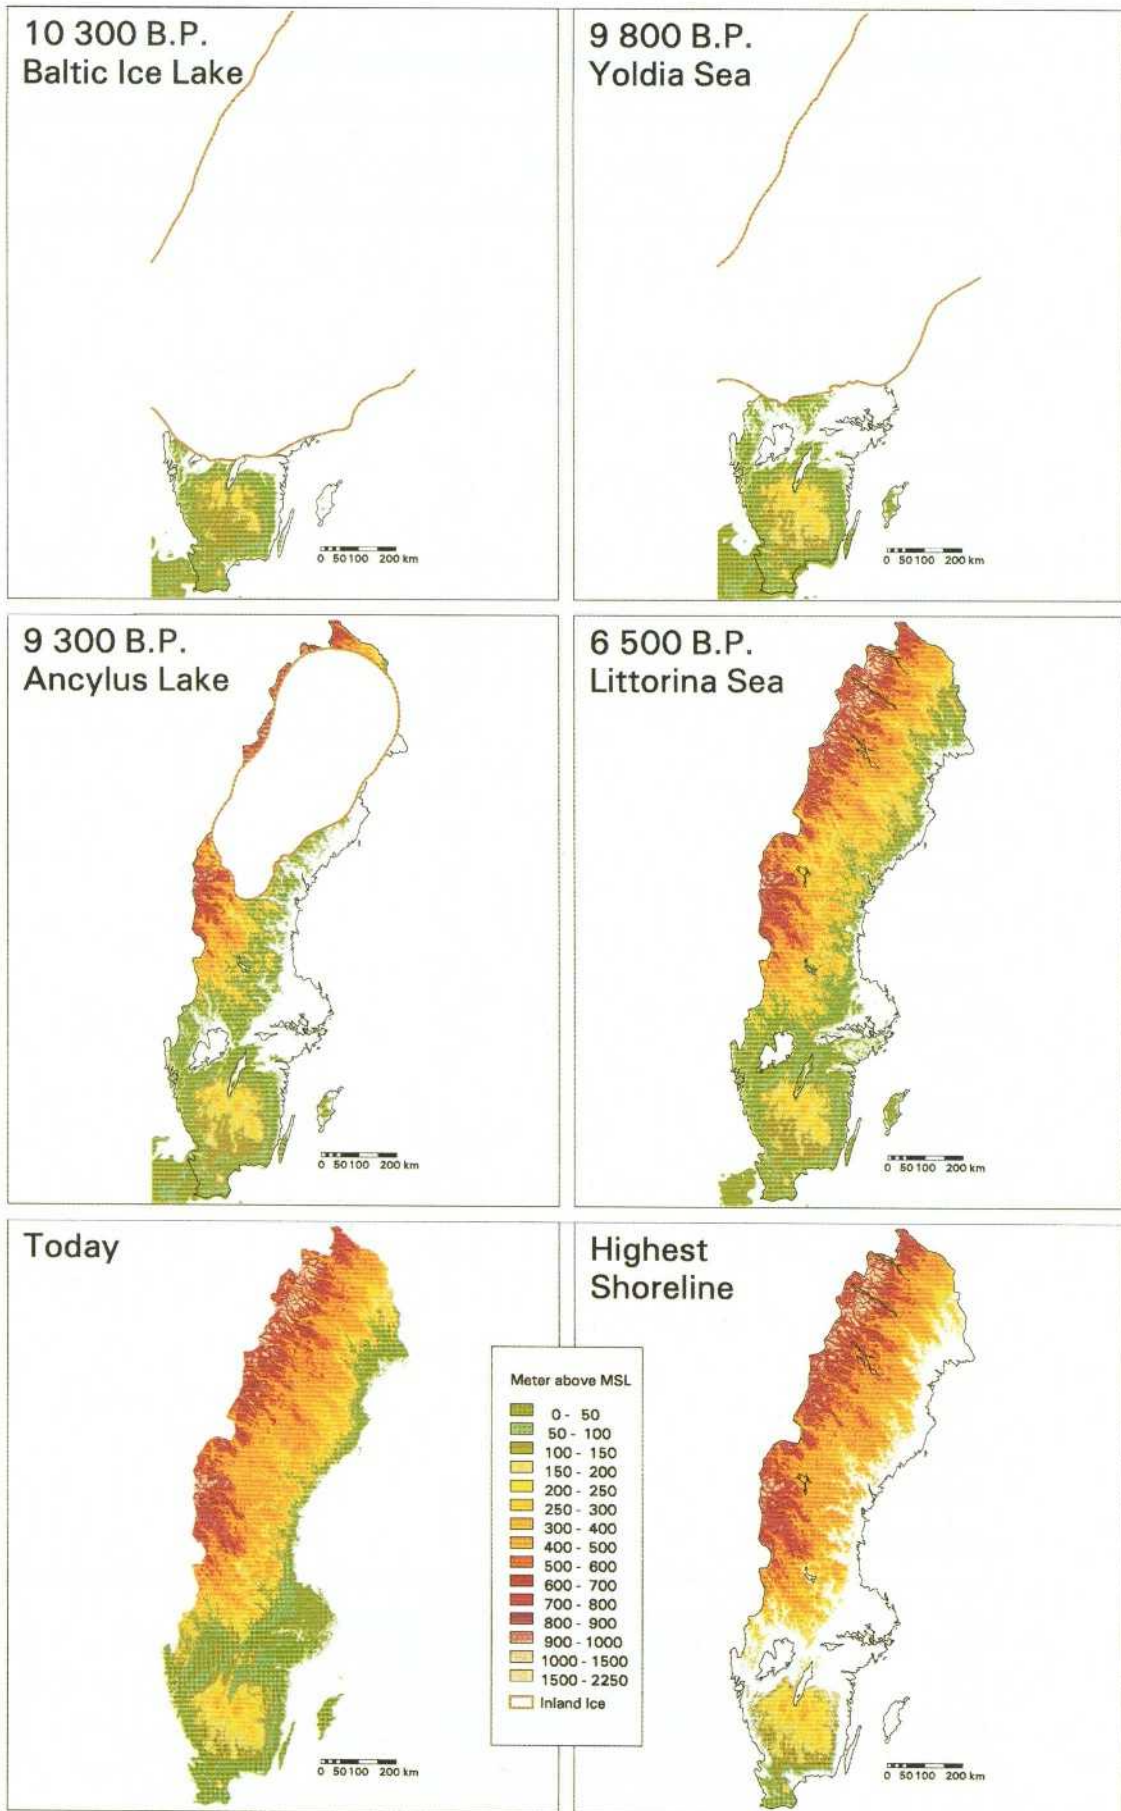 10 300 B.P.
Baltic Ice Lake
0 50 100 200 km
9 800 B.P.
Yoldia Sea
0 50 100 200 km
9 300 B.P.
Ancylus Lake
0 50 100 200 km
6 500 B.P.
Littorina Sea
0 50 100 200 km
Today
0 50 100 200 km
Meter above MSL
0 - 50
50 - 100
100 - 150
150 - 200
200 - 250
250 - 300
300 - 400
400 - 500
500 - 600
600 - 700
700 - 800
800 - 900
900 - 1000
1000 - 1500
1500 - 2250
Inland Ice
Highest
Shoreline
0 50 100 200 km